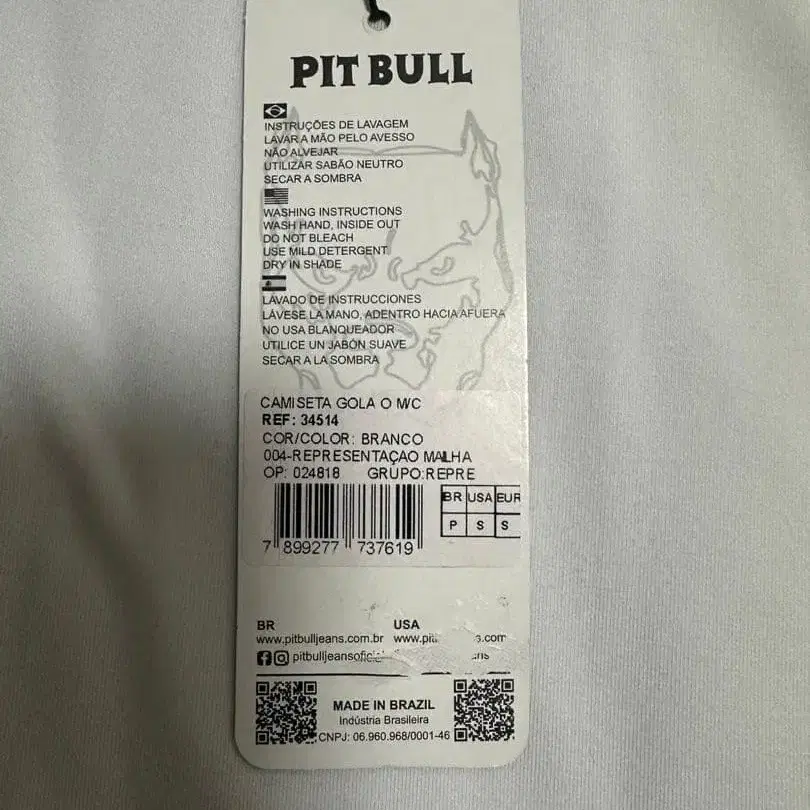 PIT BULL
INSTRUÇÕES DE LAVAGEM
LAVAR A MÃO PELO AVESSO
NÃO ALVEJAR
UTILIZAR SABÃO NEUTRO
SECAR A SOMBRA
WASHING INSTRUCTIONS
WASH HAND, INSIDE OUT
DO NOT BLEACH
USE MILD DETERGENT
DRY IN SHADE
LAVADO DE INSTRUCCIONES
LÁVESE LA MANO, ADENTRO HACIA AFUERA
NO USA BLANQUEADOR
UTILICE UN JABÓN SUAVE
SECAR A LA SOMBRA
CAMISETA GOLA O M/C
REF: 34514
COR/COLOR: BRANCO
004-REPRESENTAÇAO MALHA
OP: 024818 GRUPO:REPRE
BR USA EUR
P S S
7 899277 737619
BR USA
www.pitbulljeans.com.br
MADE IN BRAZIL
Indústria Brasileira
CNPJ: 06.960.968/0001-46